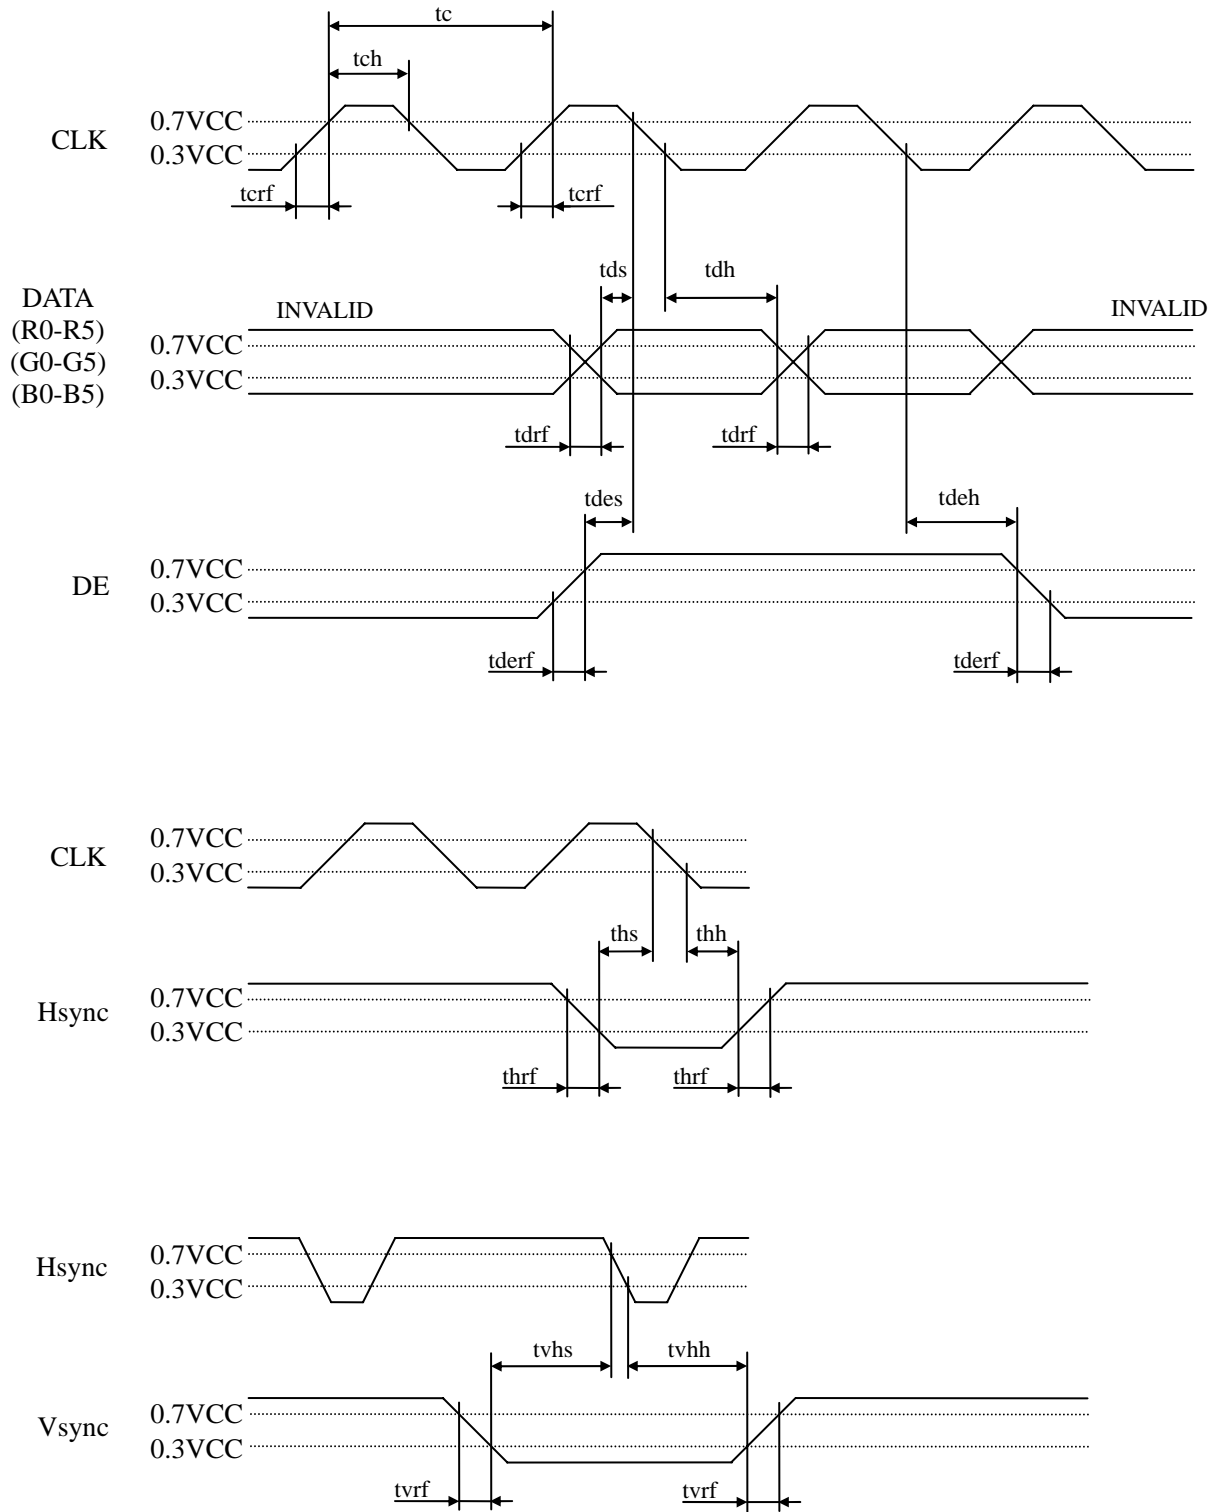 tc
tch
0.7VCC
CLK
0.3VCC
tcrf
tcrf
tds
tdh
DATA
(R0-R5)
(G0-G5)
(B0-B5)
INVALID
INVALID
0.7VCC
0.3VCC
tdrf
tdrf
tdes
tdeh
0.7VCC
DE
0.3VCC
tderf
tderf
0.7VCC
CLK
0.3VCC
ths
thh
0.7VCC
Hsync
0.3VCC
thrf
thrf
0.7VCC
Hsync
0.3VCC
tvhs
tvhh
0.7VCC
Vsync
0.3VCC
tvrf
tvrf